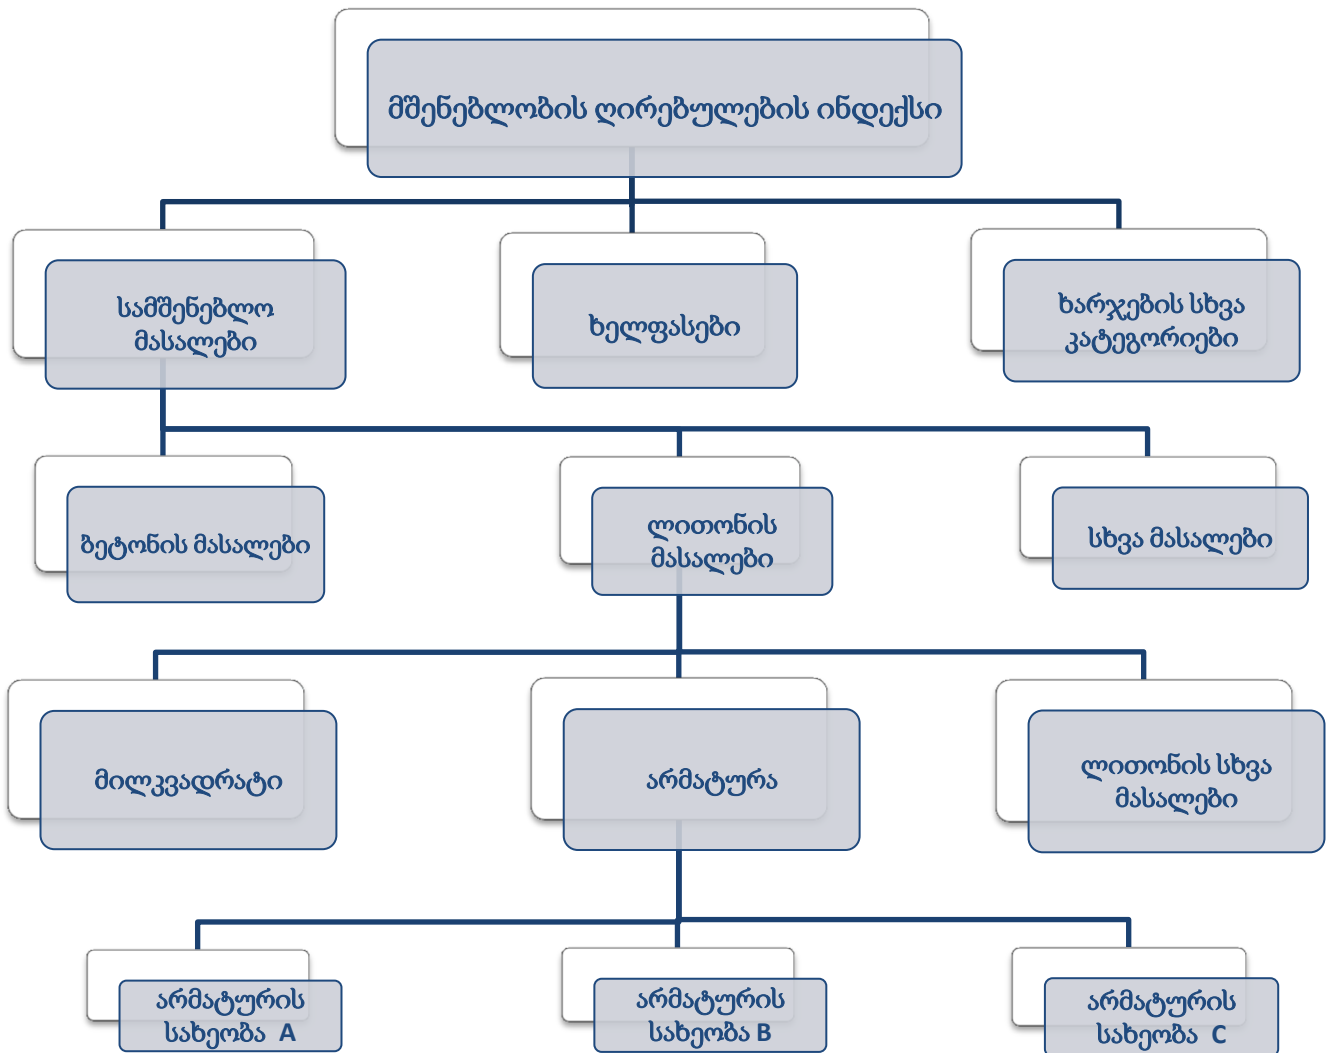 მშენებლობის ღირებულების ინდექსი
სამშენებლო
მასალები
ხელფასები
ხარჯების სხვა
კატეგორიები
ბეტონის მასალები
ლითონის
მასალები
სხვა მასალები
მილკვადრატი
არმატურა
ლითონის სხვა
მასალები
არმატურის
სახეობა A
არმატურის
სახეობა B
არმატურის
სახეობა C